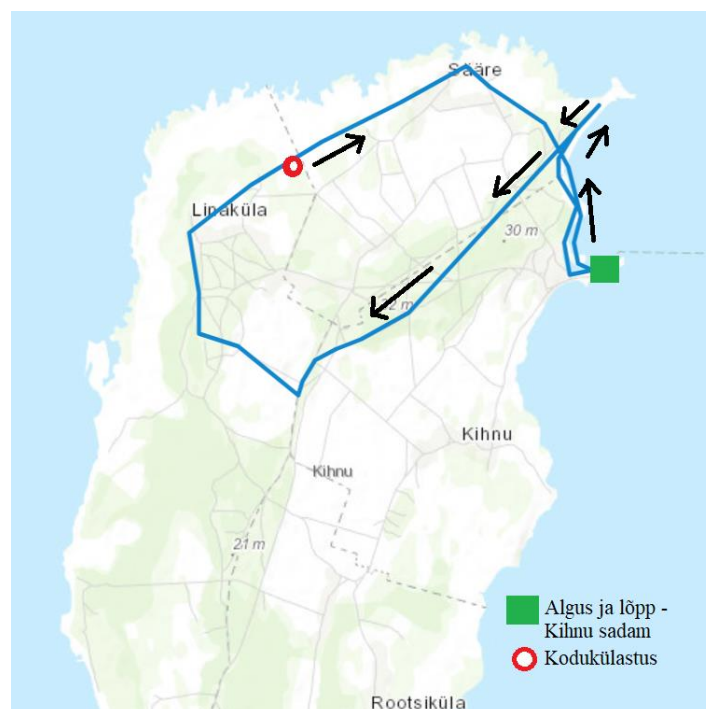 Sääre
Linaküla
30 m
Kihnu
Kihnu
21 m
Algus ja lõpp -
Kihnu sadam
Kodukülastus
Rootsiküla